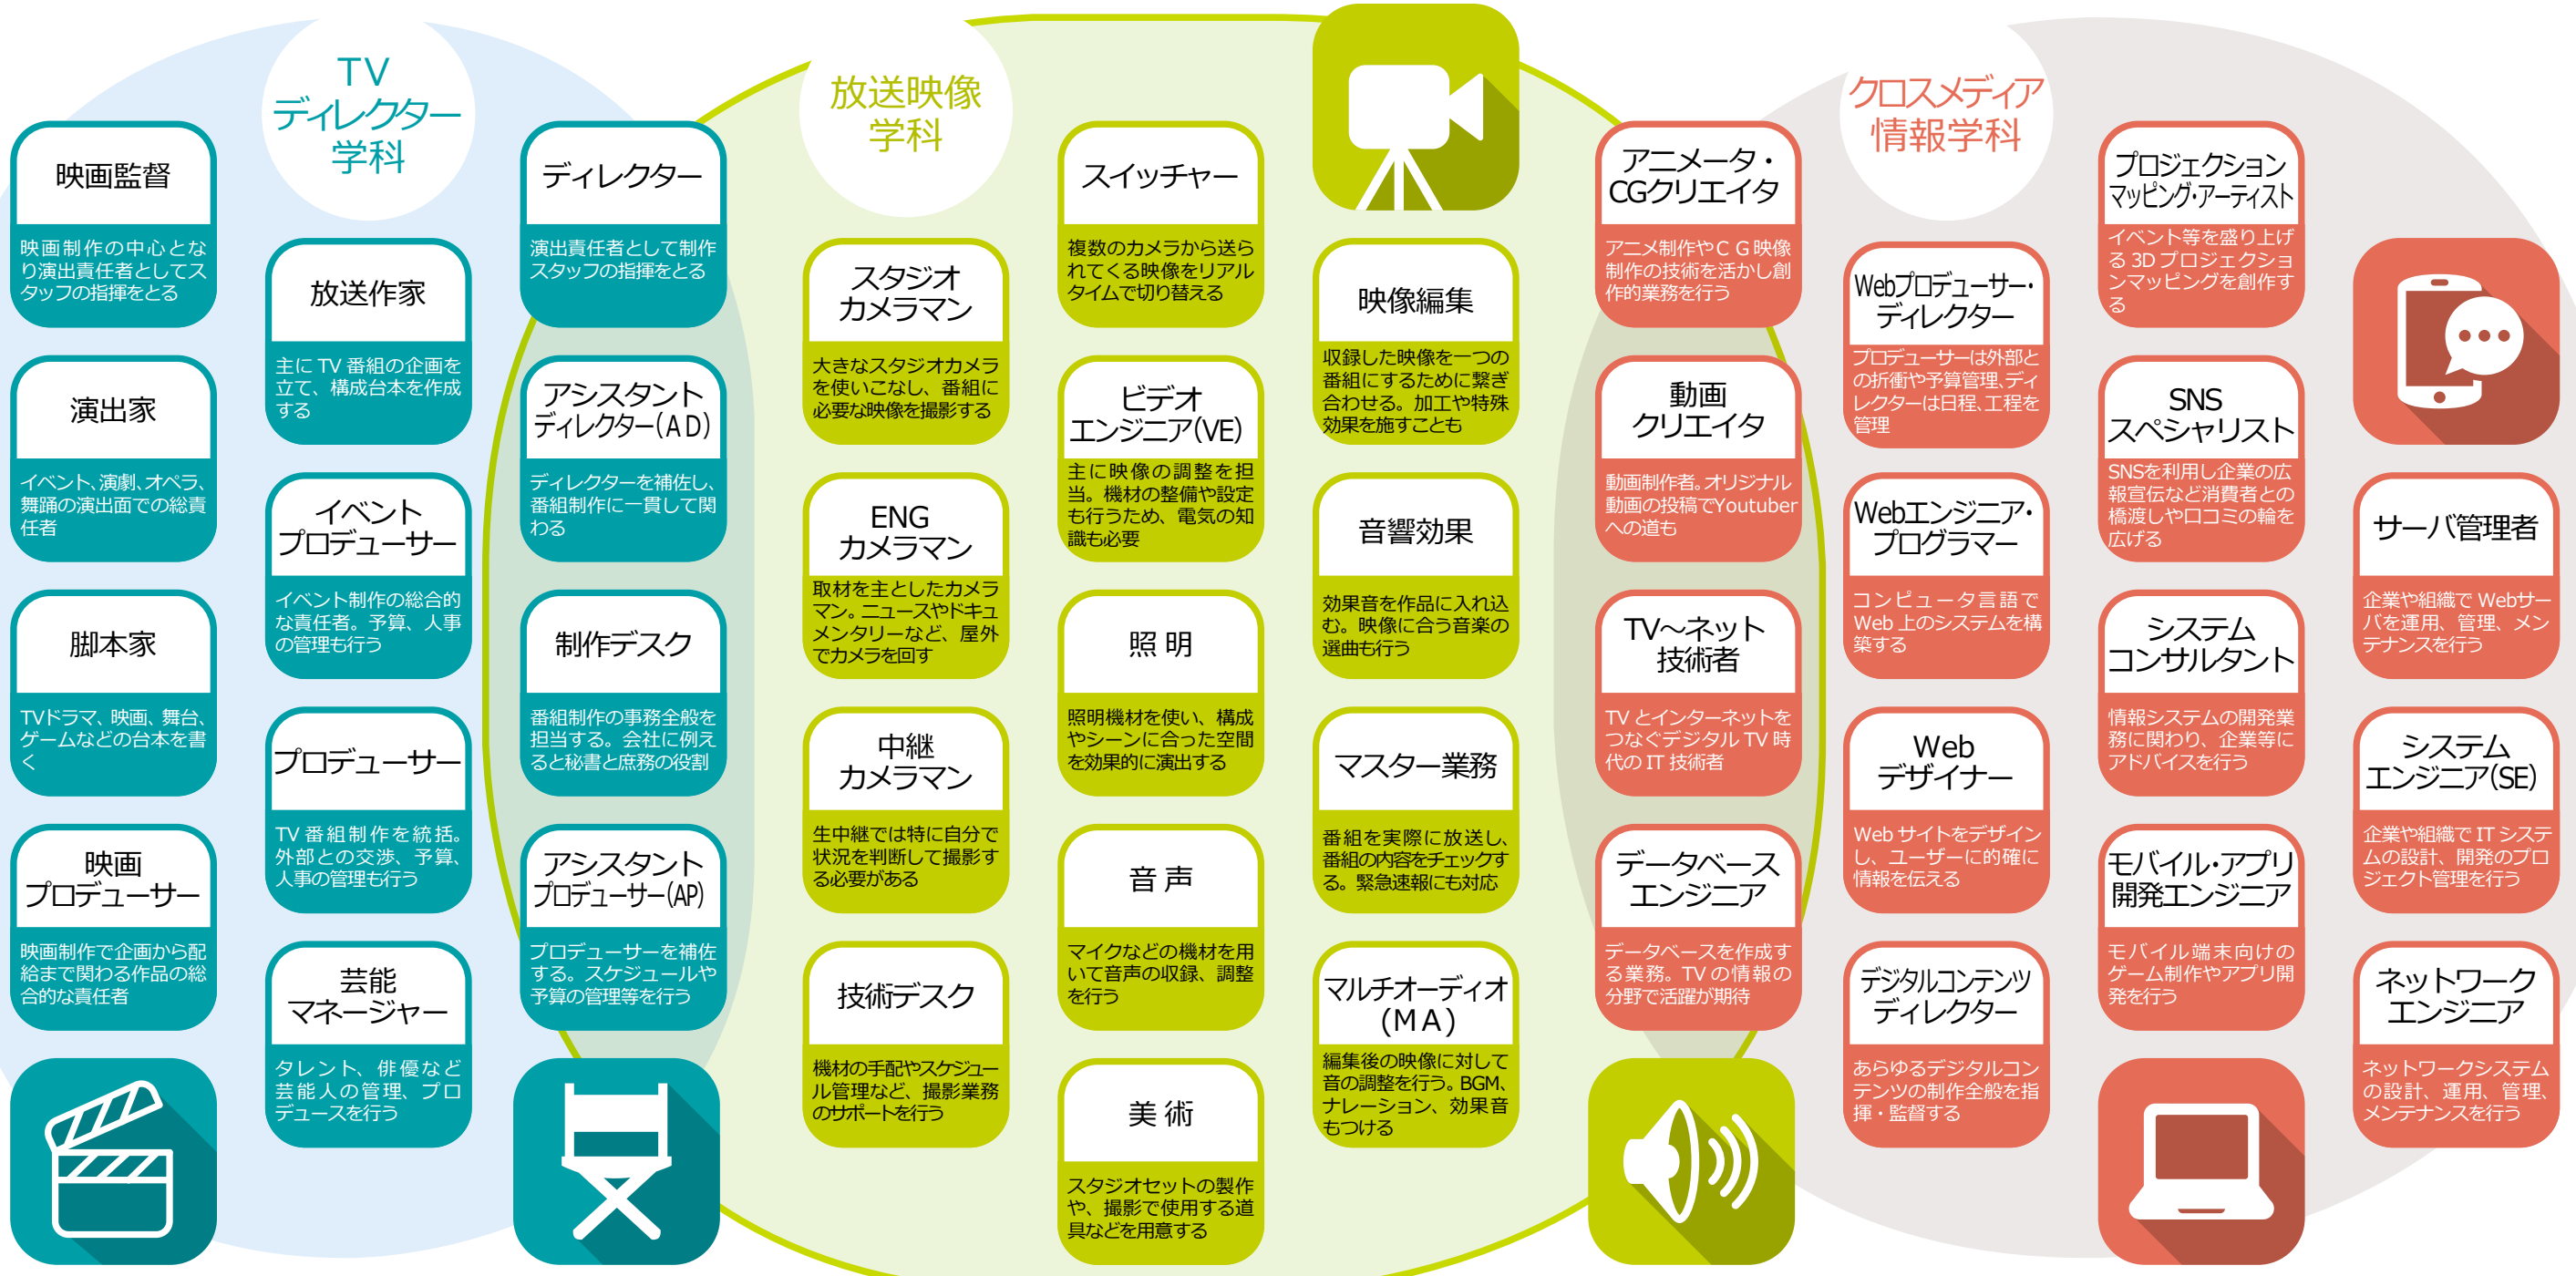 TV
ディレクター
学科
映画監督
映画制作の中心とな
り演出責任者としてス
タッフの指揮をとる
演出家
イベント、演劇、オペラ、
舞踊の演出面での総責
任者
脚本家
TVドラマ、映画、舞台、
ゲームなどの台本を書
く
映画
プロデューサー
映画制作で企画から配
給まで関わる作品の総
合的な責任者
放送作家
主に TV 番組の企画を
立て、構成台本を作成
する
イベント
プロデューサー
イベント制作の総合的
な責任者。予算、人事
の管理も行う
プロデューサー
TV 番組制作を統括。
外部との交渉、予算、
人事の管理も行う
芸能
マネージャー
タレント、俳優など
芸能人の管理、プロ
デュースを行う
ディレクター
演出責任者として制作
スタッフの指揮をとる
アシスタント
ディレクター(AD)
ディレクターを補佐し、
番組制作に一貫して関
わる
制作デスク
番組制作の事務全般を
担当する。会社に例え
ると秘書と庶務の役割
アシスタント
プロデューサー(AP)
プロデューサーを補佐
する。スケジュールや
予算の管理等を行う
放送映像
学科
スタジオ
カメラマン
大きなスタジオカメラ
を使いこなし、番組に
必要な映像を撮影する
ENG
カメラマン
取材を主としたカメラ
マン。ニュースやドキュ
メンタリーなど、屋外
でカメラを回す
中継
カメラマン
生中継では特に自分で
状況を判断して撮影す
る必要がある
技術デスク
機材の手配やスケジュー
ル管理など、撮影業務
のサポートを行う
スイッチャー
複数のカメラから送ら
れてくる映像をリアル
タイムで切り替える
ビデオ
エンジニア(VE)
主に映像の調整を担
当。機材の整備や設定
も行うため、電気の知
識も必要
照 明
照明機材を使い、構成
やシーンに合った空間
を効果的に演出する
音 声
マイクなどの機材を用
いて音声の収録、調整
を行う
美 術
スタジオセットの製作
や、撮影で使用する道
具などを用意する
映像編集
収録した映像を一つの
番組にするために繋ぎ
合わせる。加工や特殊
効果を施すことも
音響効果
効果音を作品に入れ込
む。映像に合う音楽の
選曲も行う
マスター業務
番組を実際に放送し、
番組の内容をチェックす
る。緊急速報にも対応
マルチオーディオ
(MA)
編集後の映像に対して
音の調整を行う。BGM、
ナレーション、効果音
もつける
クロスメディア
情報学科
アニメータ・
CGクリエイタ
アニメ制作やCG映像
制作の技術を活かし創
作的業務を行う
動画
クリエイタ
動画制作者。オリジナル
動画の投稿でYoutuber
への道も
TV～ネット
技術者
TV とインターネットを
つなぐデジタル TV 時
代の IT 技術者
データベース
エンジニア
データベースを作成す
る業務。TV の情報の
分野で活躍が期待
Webプロデューサー・
ディレクター
プロデューサーは外部と
の折衝や予算管理、ディ
レクターは日程、工程を
管理
Webエンジニア・
プログラマー
コンピュータ言語で
Web 上のシステムを構
築する
Web
デザイナー
Web サイトをデザイン
し、ユーザーに的確に
情報を伝える
デジタルコンテンツ
ディレクター
あらゆるデジタルコン
テンツの制作全般を指
揮・監督する
プロジェクション
マッピング・アーティスト
イベント等を盛り上げ
る 3D プロジェクショ
ンマッピングを創作す
る
SNS
スペシャリスト
SNSを利用し企業の広
報宣伝など消費者との
橋渡しや口コミの輪を
広げる
システム
コンサルタント
情報システムの開発業
務に関わり、企業等に
アドバイスを行う
モバイル・アプリ
開発エンジニア
モバイル端末向けの
ゲーム制作やアプリ開
発を行う
サーバ管理者
企業や組織で Webサー
バを運用、管理、メン
テナンスを行う
システム
エンジニア(SE)
企業や組織で IT システ
ムの設計、開発のプロ
ジェクト管理を行う
ネットワーク
エンジニア
ネットワークシステム
の設計、運用、管理、
メンテナンスを行う